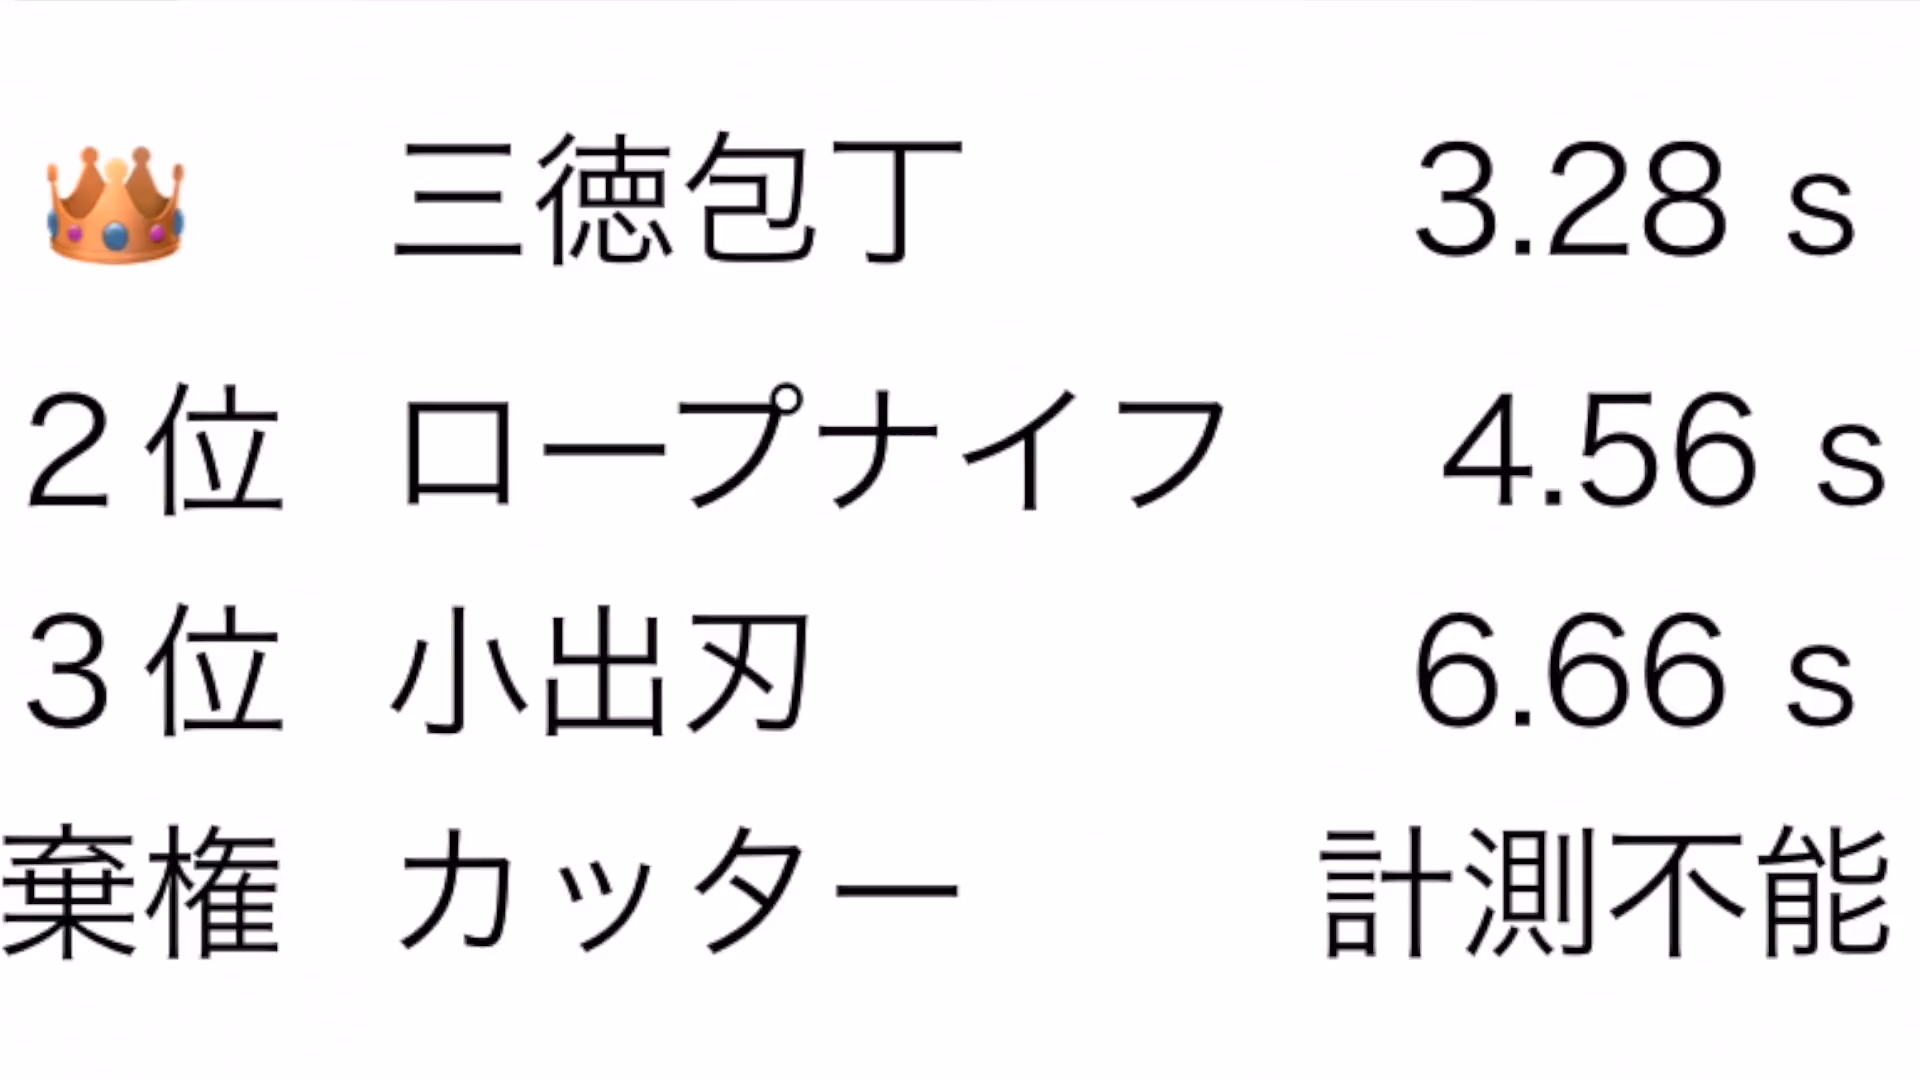 三徳包丁 3.28 s
２位 ロープナイフ 4.56 s
３位 小出刃 6.66 s
棄権 カッター 計測不能